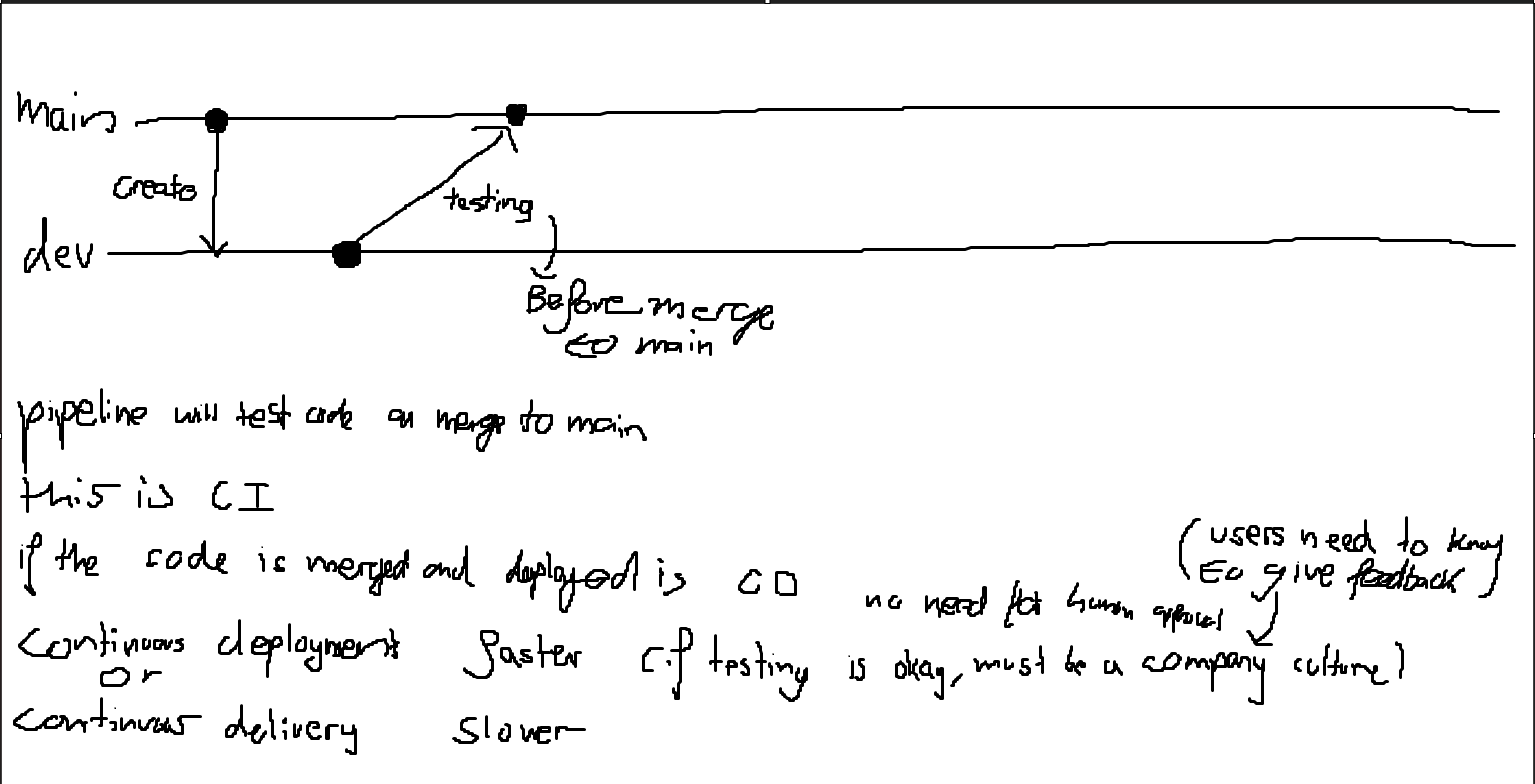 main
create
testing
dev
Before merge
to main
pipeline will test code on merge to main
this is CI
if the code is merged and deployed is CD
(users need to know
to give feedback)
no need for human approval
continuous deployment faster (if testing is okay, must be a company culture)
or
continuous delivery slower